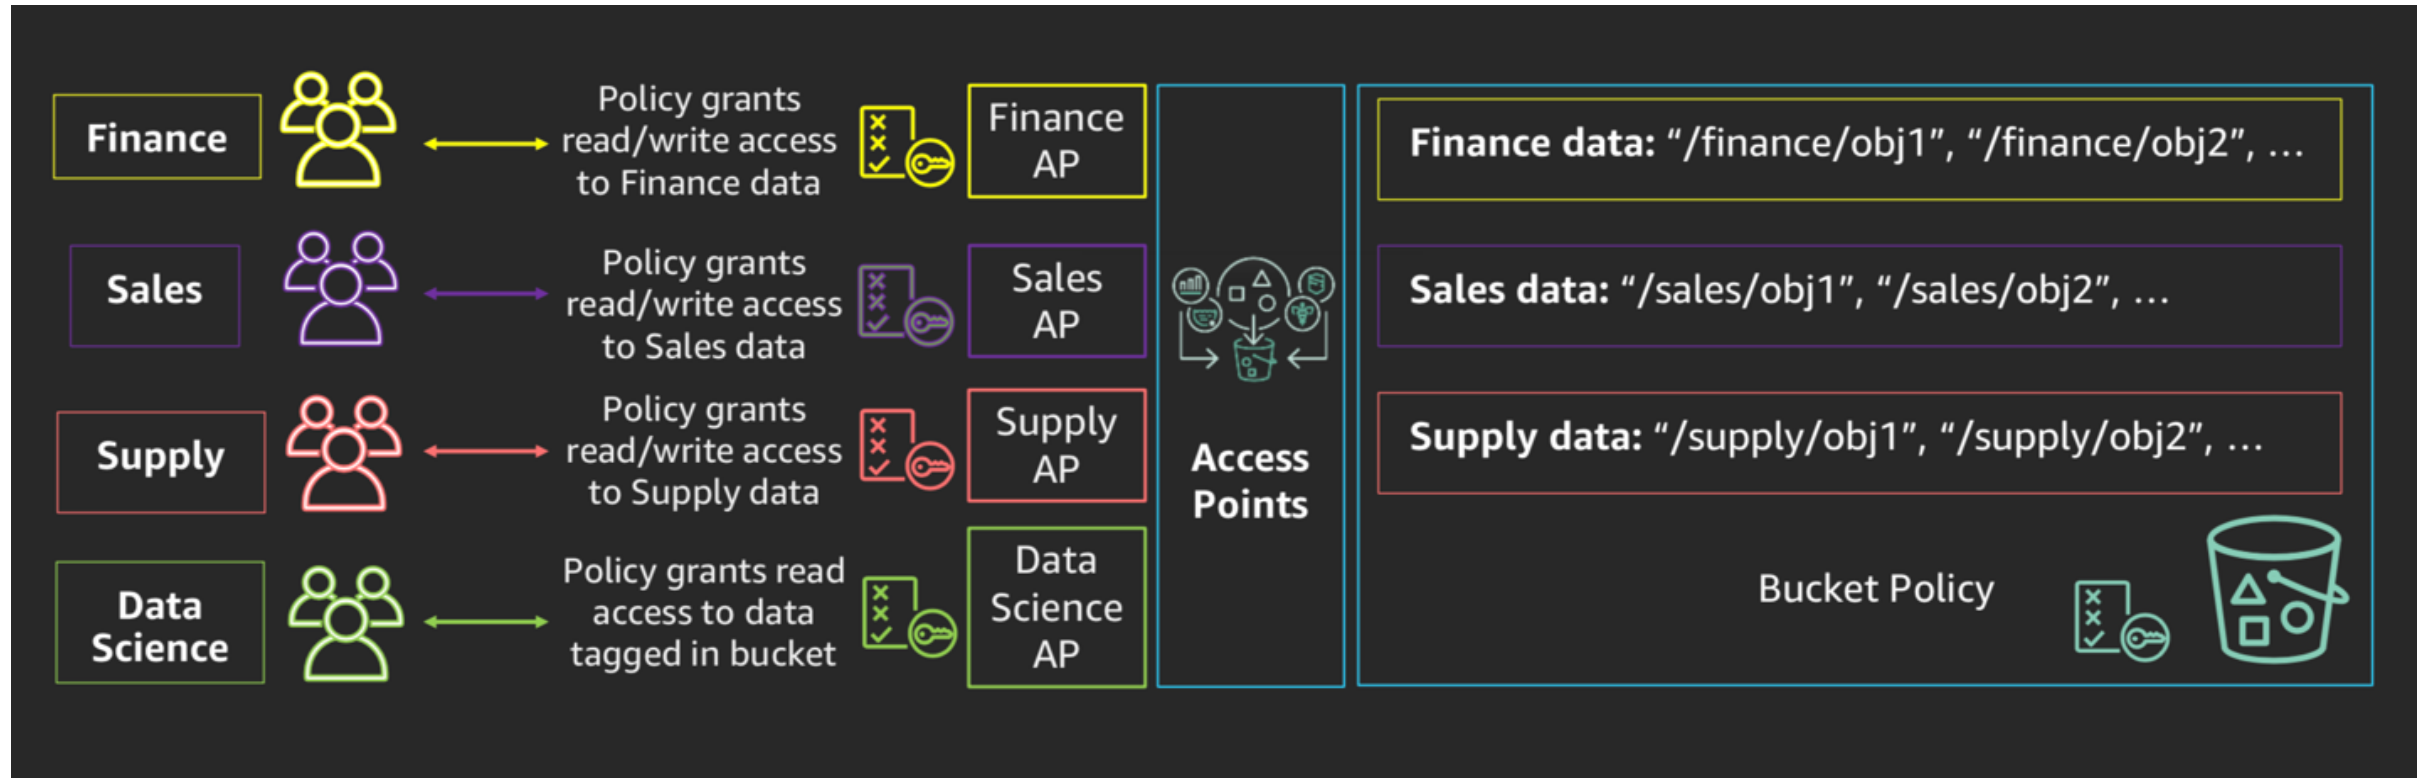 Finance
Policy grants
read/write access
to Finance data
Finance
AP
Finance data: “/finance/obj1”, “/finance/obj2”, …
Sales
Policy grants
read/write access
to Sales data
Sales
AP
Sales data: “/sales/obj1”, “/sales/obj2”, …
Supply
Policy grants
read/write access
to Supply data
Supply
AP
Access
Points
Supply data: “/supply/obj1”, “/supply/obj2”, …
Data
Science
Policy grants read
access to data
tagged in bucket
Data
Science
AP
Bucket Policy